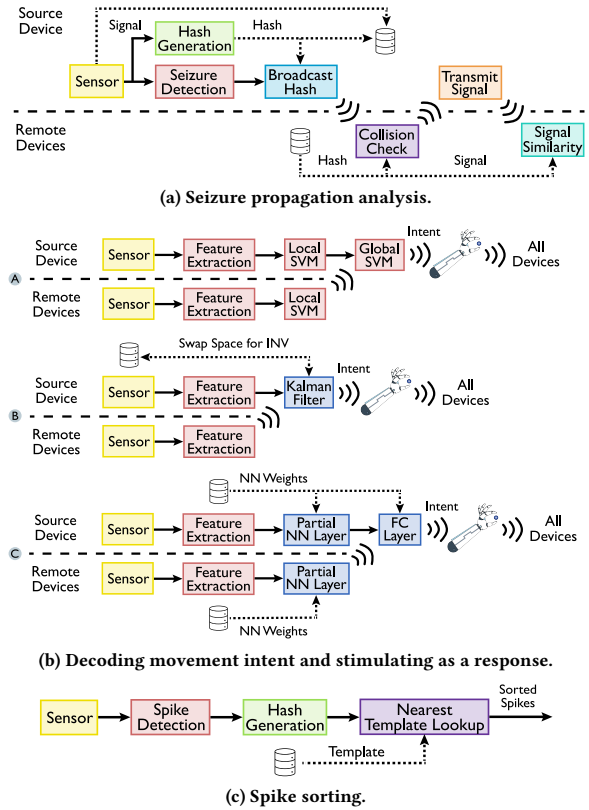 Source
Device
Signal
Hash
Generation
Hash
Sensor
Seizure
Detection
Broadcast
Hash
Transmit
Signal
Remote
Devices
Collision
Check
Signal
Similarity
Hash
Signal
(a) Seizure propagation analysis.
Source
Device
Sensor
Feature
Extraction
Local
SVM
Global
SVM
Intent
All
Devices
A
Remote
Devices
Sensor
Feature
Extraction
Local
SVM
Swap Space for INV
Source
Device
Sensor
Feature
Extraction
Kalman
Filter
Intent
All
Devices
B
Remote
Devices
Sensor
Feature
Extraction
NN Weights
Source
Device
Sensor
Feature
Extraction
Partial
NN Layer
FC
Layer
Intent
All
Devices
C
Remote
Devices
Sensor
Feature
Extraction
Partial
NN Layer
NN Weights
(b) Decoding movement intent and stimulating as a response.
Sensor
Spike
Detection
Hash
Generation
Nearest
Template Lookup
Sorted
Spikes
Template
(c) Spike sorting.